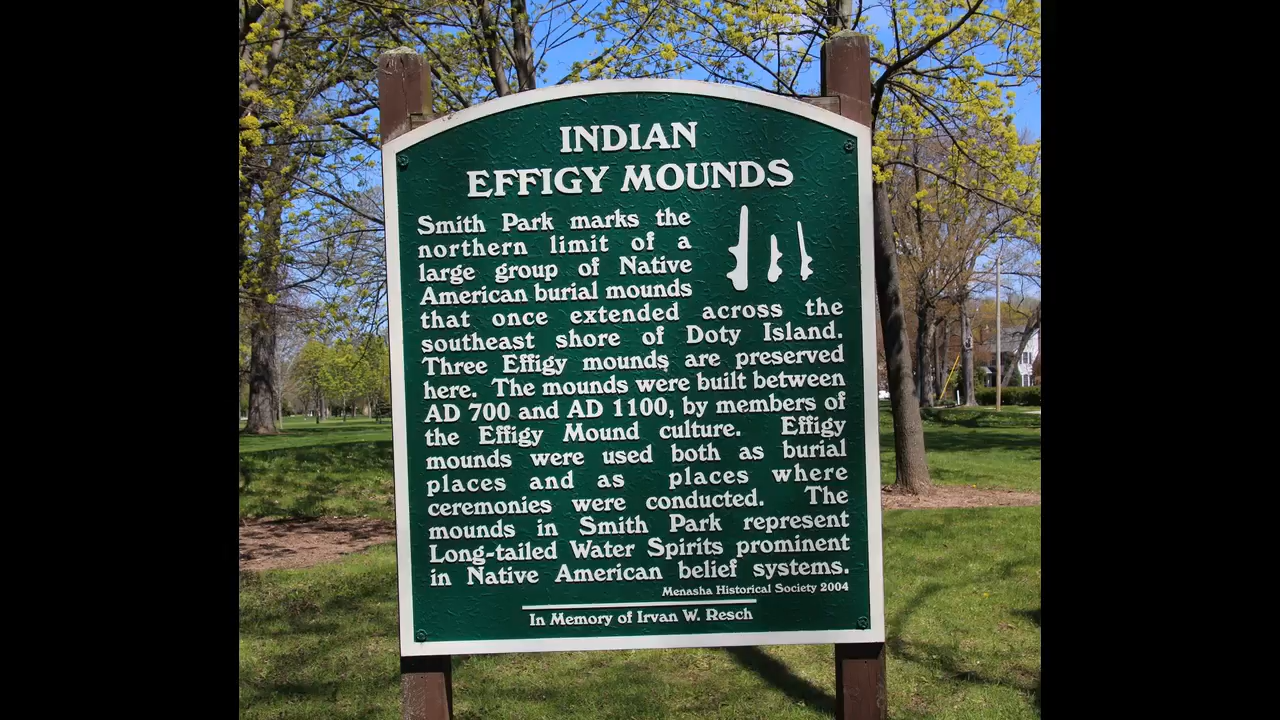 INDIAN
EFFIGY MOUNDS
Smith Park marks the
northern limit of a
large group of Native
American burial mounds
that once extended across the
southeast shore of Doty Island.
Three Effigy mounds are preserved
here. The mounds were built between
AD 700 and AD 1100, by members of
the Effigy Mound culture. Effigy
mounds were used both as burial
places and as places where
ceremonies were conducted. The
mounds in Smith Park represent
Long-tailed Water Spirits prominent
in Native American belief systems.
Menasha Historical Society 2004
In Memory of Irvan W. Resch